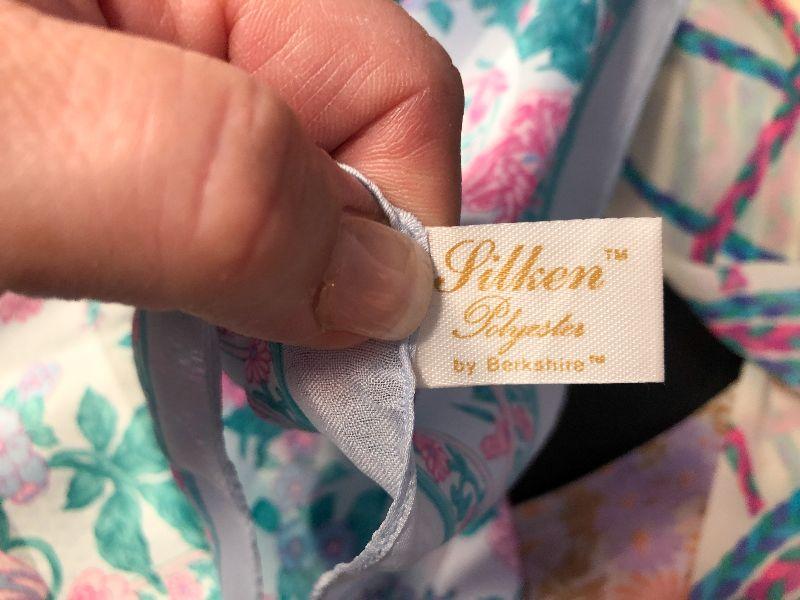 Silken™
Polyester
by Berkshire™